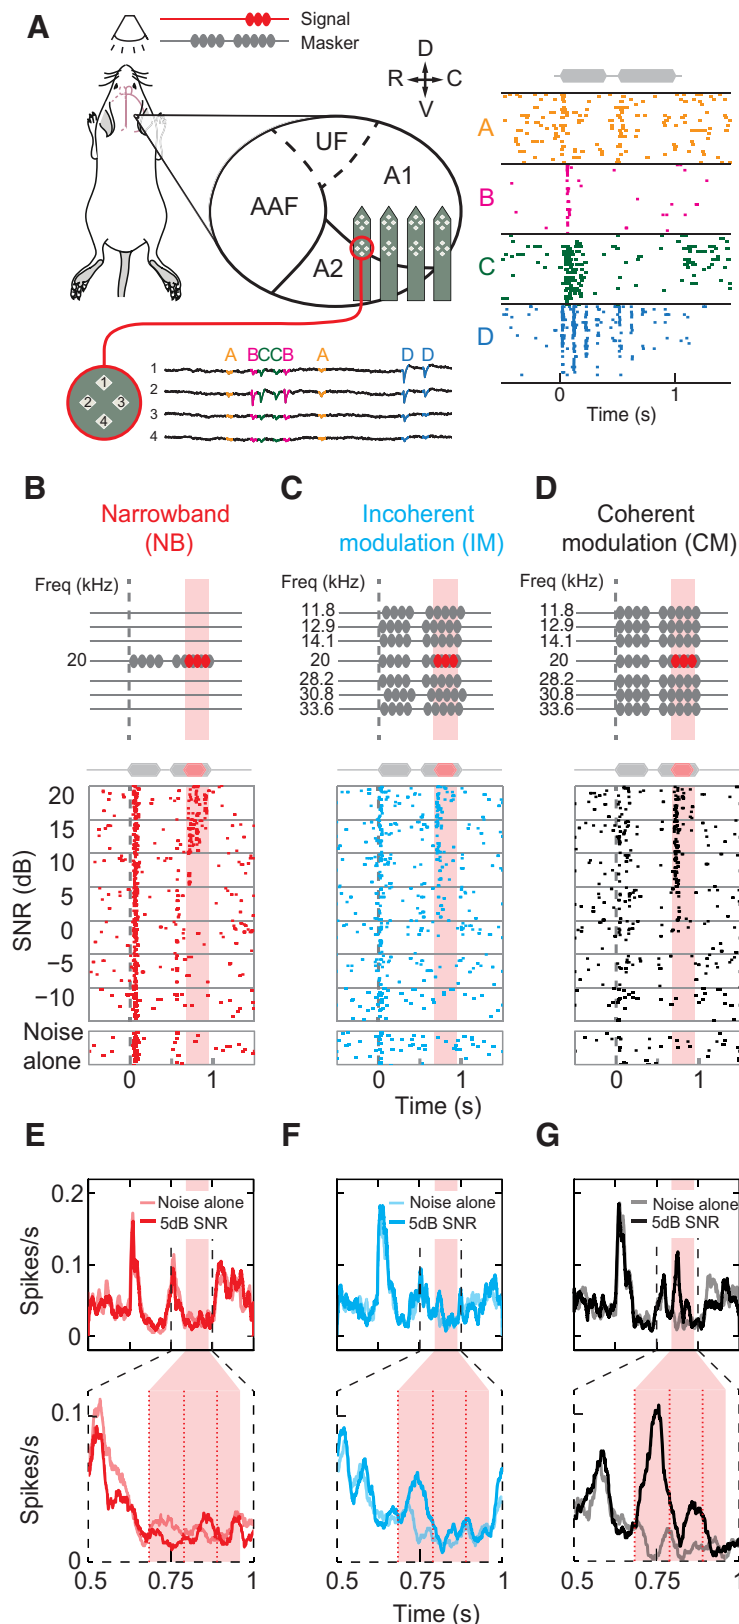 A
Signal
Masker
D
R C
V
UF
A1
AAF
A2
A
B
C
D
0 1
Time (s)
A B C C B A D D
1
2
3
4
1
2 3
4
B
Narrowband
(NB)
Freq (kHz)
20
C
Incoherent
modulation (IM)
Freq (kHz)
11.8
12.9
14.1
20
28.2
30.8
33.6
D
Coherent
modulation (CM)
Freq (kHz)
11.8
12.9
14.1
20
28.2
30.8
33.6
SNR (dB)
20
15
10
5
0
−5
−10
Noise
alone
0 1
0 1
0 1
Time (s)
E
Spikes/s
0.2
0.1
0
Noise alone
5dB SNR
F
Noise alone
5dB SNR
G
Noise alone
5dB SNR
Spikes/s
0.1
0
0.5 0.75 1
0.5 0.75 1
0.5 0.75 1
Time (s)